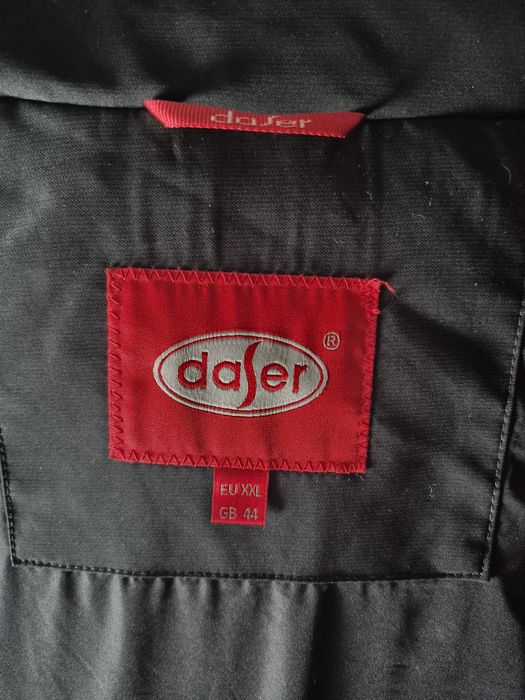 daser
daser ®
EU XXL
GB 44